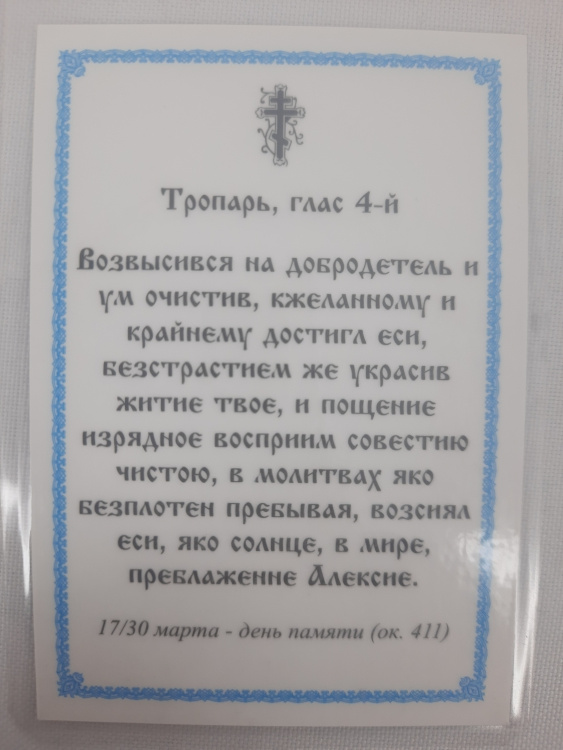 Тропарь, глас 4-й
Возвысився на добродетель и
ум очистив, кжеланному и
крайнему достигл еси,
безстрастием же украсив
житие твое, и пощение
изрядное восприим совестию
чистою, в молитвах яко
безплотен пребывая, возсиял
еси, яко солнце, в мире,
преблаженне Алексие.
17/30 марта - день памяти (ок. 411)